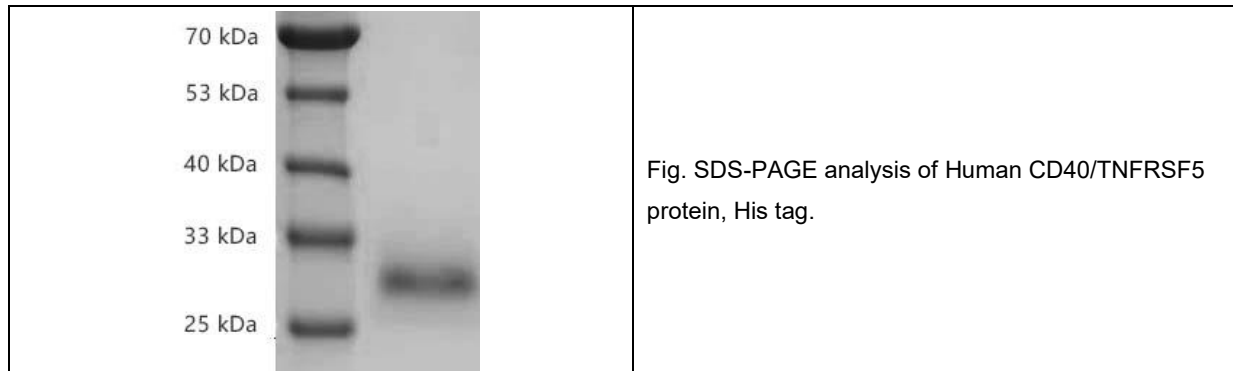 70 kDa
53 kDa
40 kDa
33 kDa
25 kDa
Fig. SDS-PAGE analysis of Human CD40/TNFRSF5
protein, His tag.